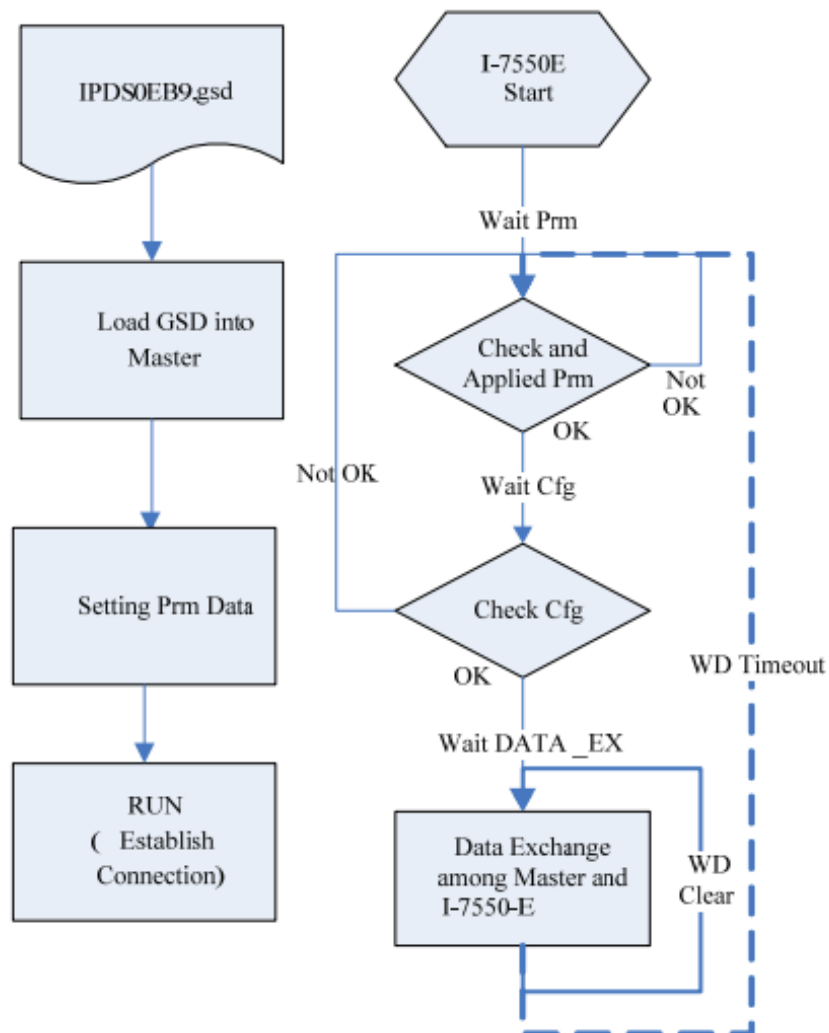 IPDS0EB9.gsd
Load GSD into
Master
Setting Prm Data
RUN
( Establish
Connection)
I-7550E
Start
Wait Prm
Check and
Applied Prm
Not
OK
OK
Not OK
Wait Cfg
Check Cfg
OK
WD Timeout
Wait DATA _EX
Data Exchange
among Master and
I-7550-E
WD
Clear